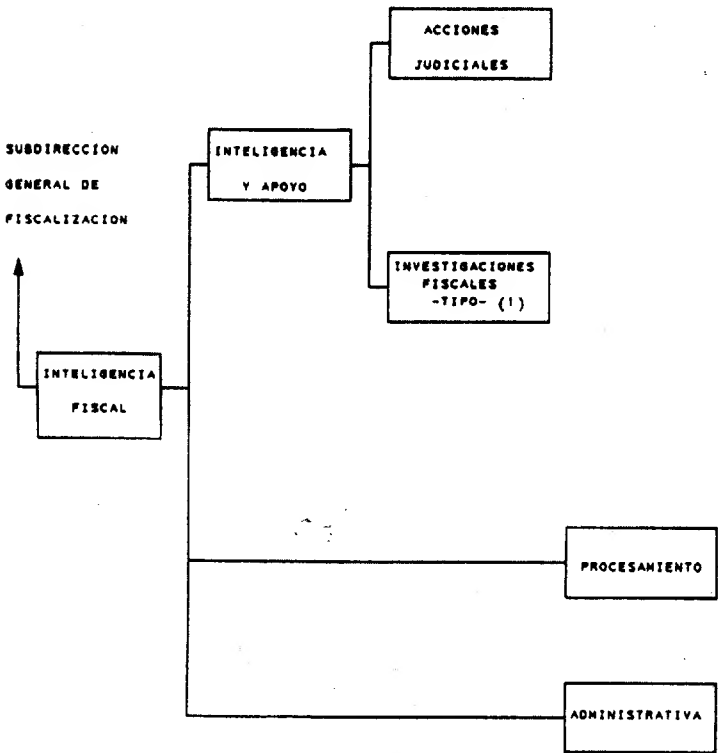 ACCIONES
JUDICIALES
SUBDIRECCION
GENERAL DE
FISCALIZACION
INTELIGENCIA
Y APOYO
INVESTIGACIONES
FISCALES
-TIPO- (1)
INTELIGENCIA
FISCAL
PROCESAMIENTO
ADMINISTRATIVA